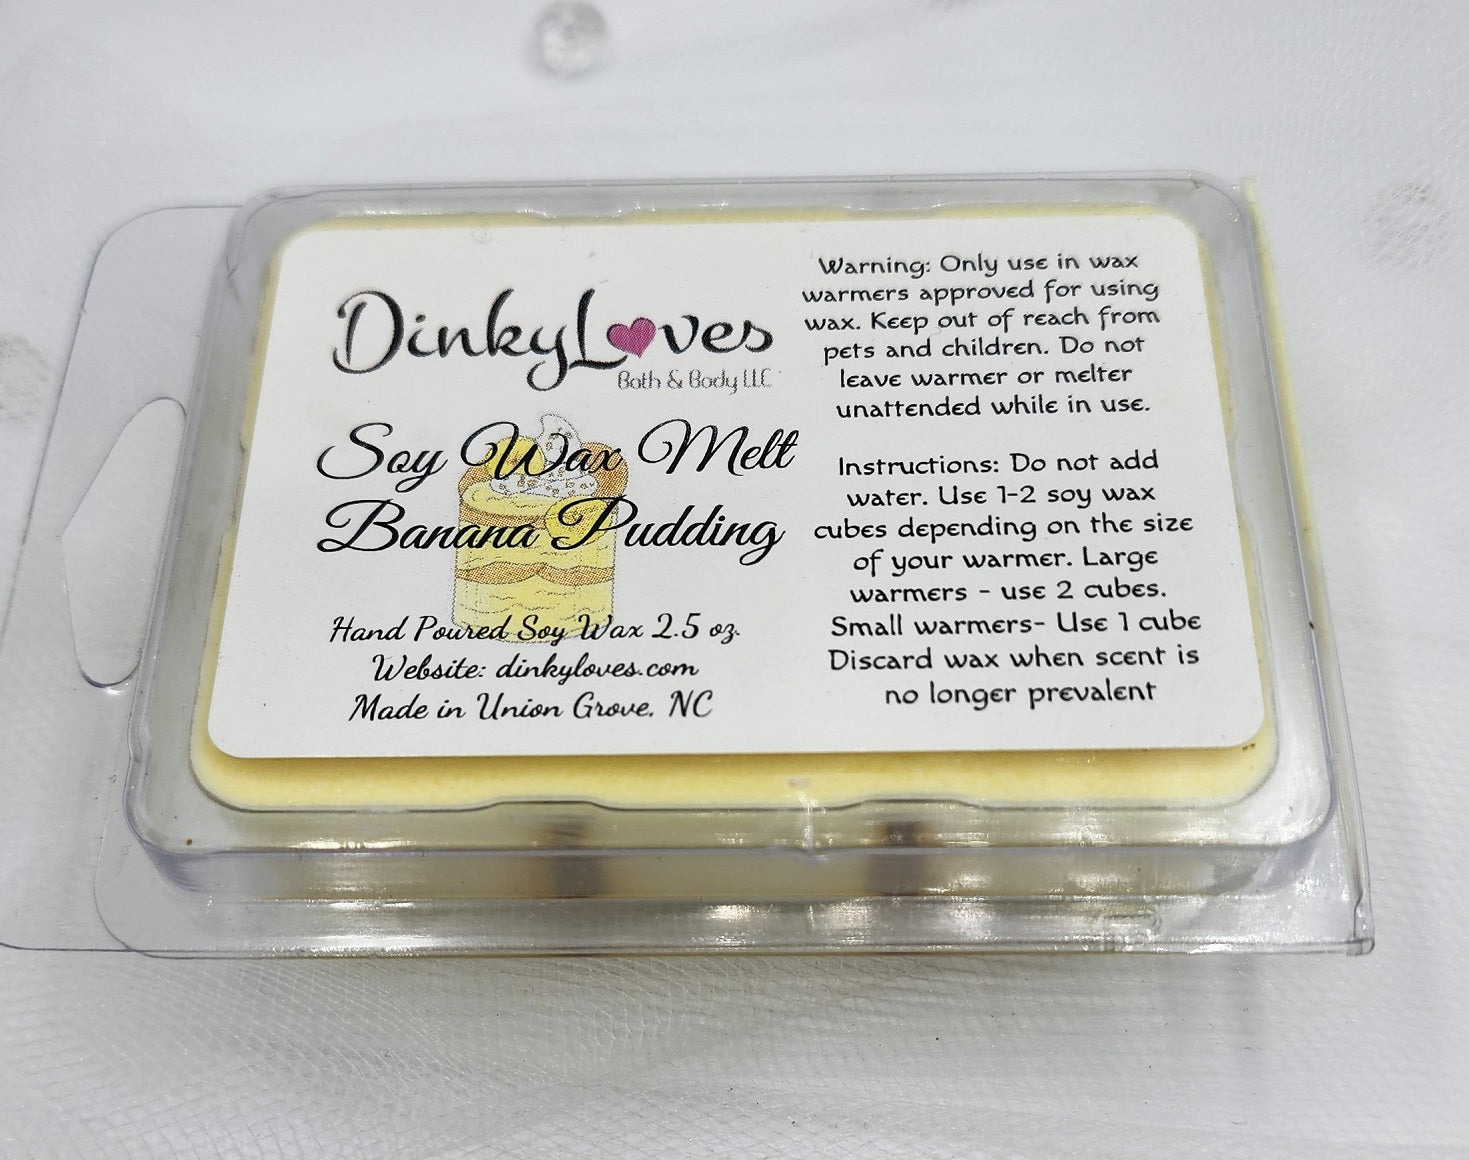 DinkyLoves
Bath & Body LLC
Soy Wax Melt
Banana Pudding
Hand Poured Soy Wax 2.5 oz.
Website: dinkyloves.com
Made in Union Grove, NC
Warning: Only use in wax
warmers approved for using
wax. Keep out of reach from
pets and children. Do not
leave warmer or melter
unattended while in use.
Instructions: Do not add
water. Use 1-2 soy wax
cubes depending on the size
of your warmer. Large
warmers - use 2 cubes.
Small warmers- Use 1 cube
Discard wax when scent is
no longer prevalent